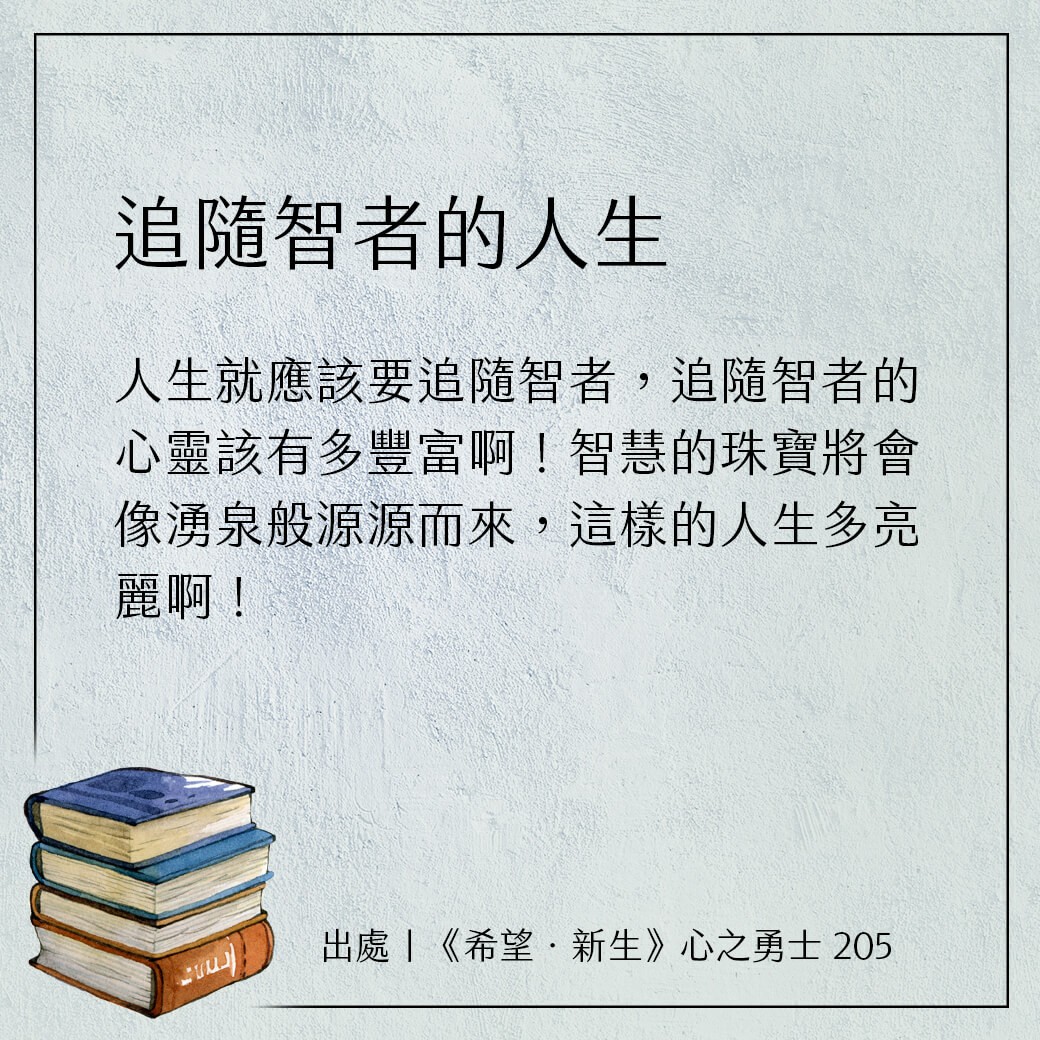 追隨智者的人生
人生就應該要追隨智者，追隨智者的
心靈該有多豐富啊！智慧的珠寶將會
像湧泉般源源而來，這樣的人生多亮
麗啊！
出處｜《希望．新生》心之勇士 205